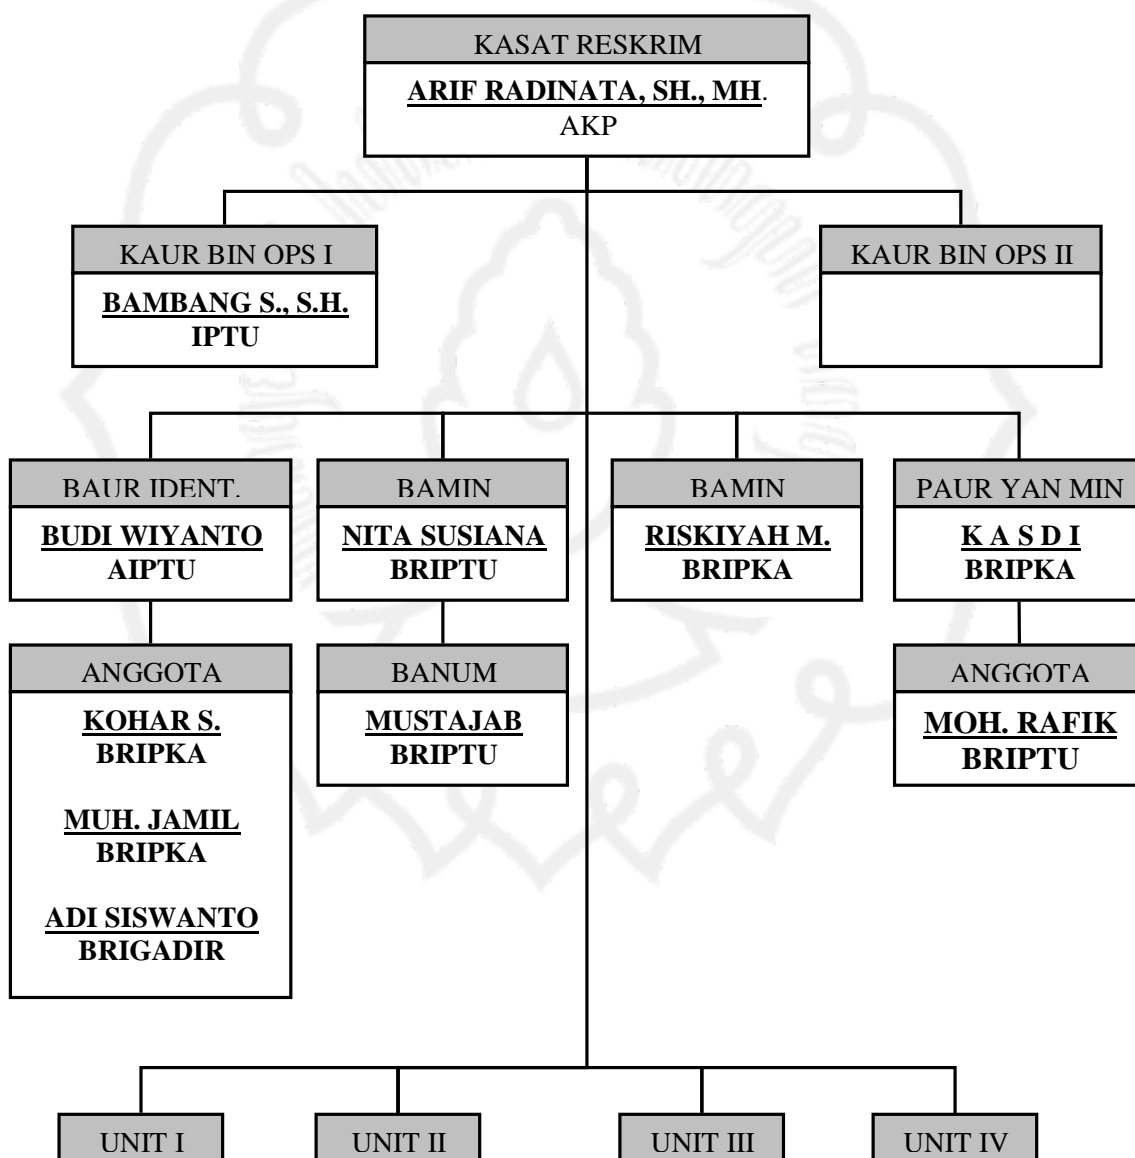 KASAT RESKRIM
ARIF RADINATA, SH., MH.
AKP
KAUR BIN OPS I
BAMBANG S., S.H.
IPTU
KAUR BIN OPS II
BAUR IDENT.
BUDI WIYANTO
AIPTU
BAMIN
NITA SUSIANA
BRIPTU
BAMIN
RISKIYAH M.
BRIPKA
PAUR YAN MIN
K A S D I
BRIPKA
ANGGOTA
KOHAR S.
BRIPKA
MUH. JAMIL
BRIPKA
ADI SISWANTO
BRIGADIR
BANUM
MUSTAJAB
BRIPTU
ANGGOTA
MOH. RAFIK
BRIPTU
UNIT I
UNIT II
UNIT III
UNIT IV